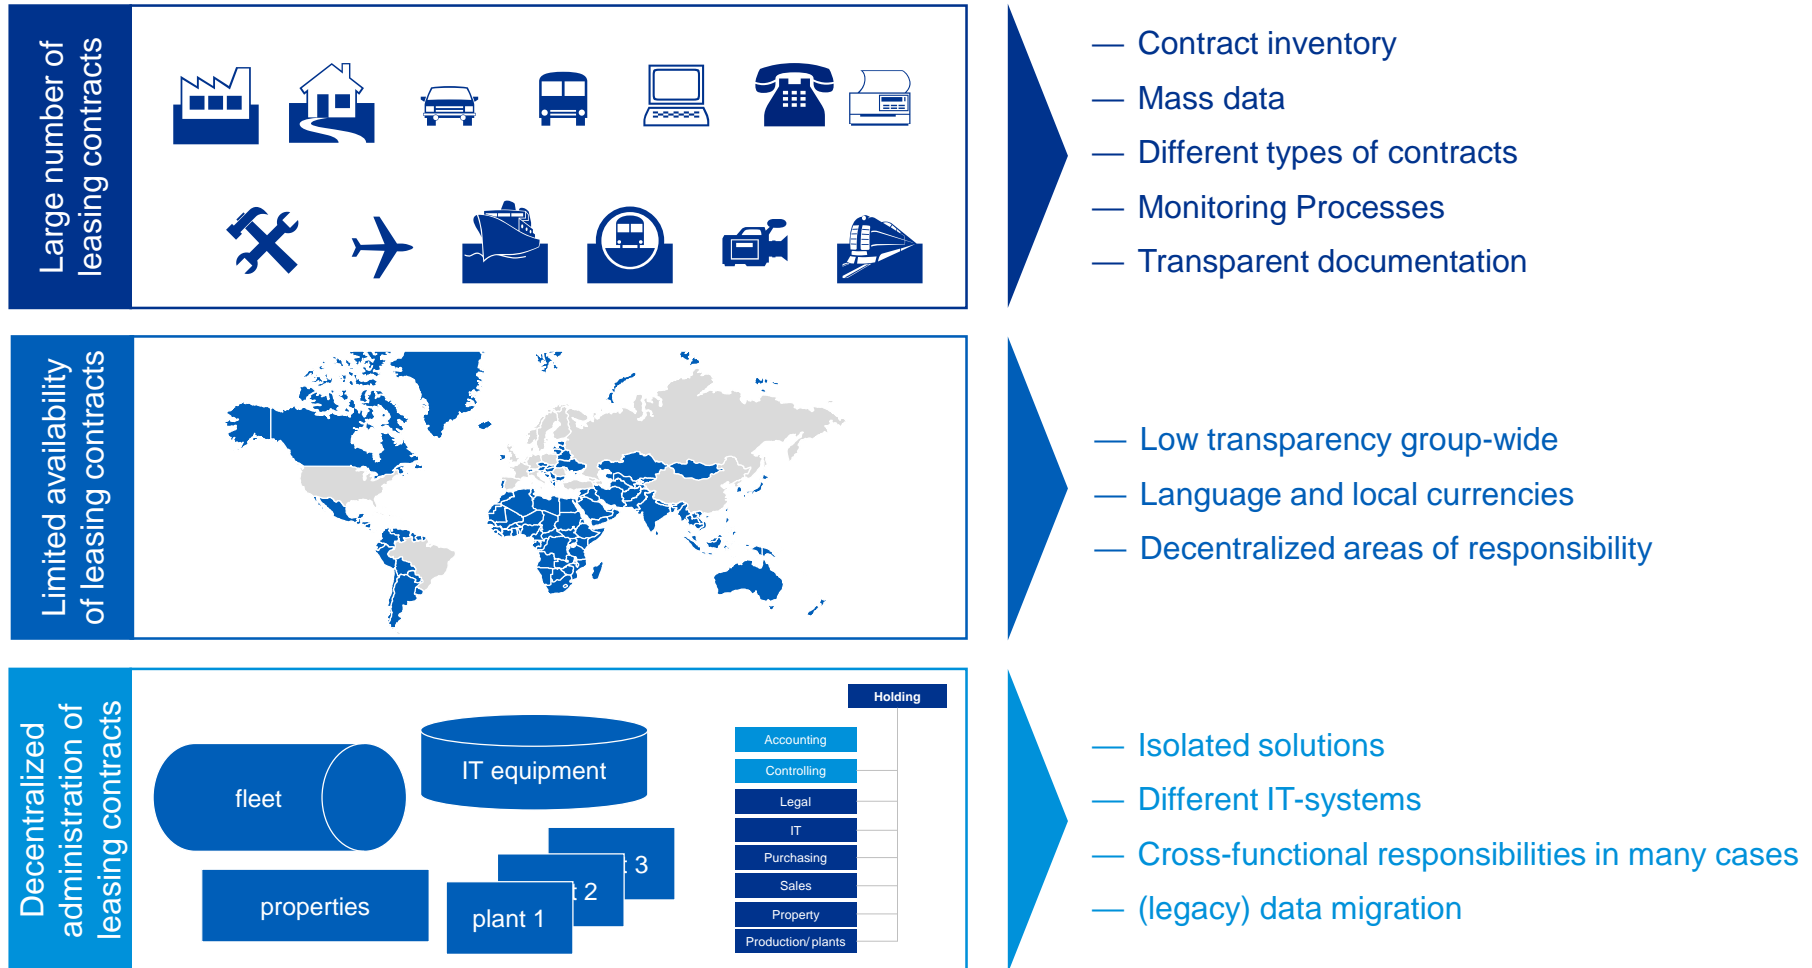 Large number of
leasing contracts
— Contract inventory
— Mass data
— Different types of contracts
— Monitoring Processes
— Transparent documentation
Limited availability
of leasing contracts
— Low transparency group-wide
— Language and local currencies
— Decentralized areas of responsibility
Decentralized
administration of
leasing contracts
fleet
IT equipment
properties
plant 1
t 2
t 3
Holding
Accounting
Controlling
Legal
IT
Purchasing
Sales
Property
Production/ plants
— Isolated solutions
— Different IT-systems
— Cross-functional responsibilities in many cases
— (legacy) data migration